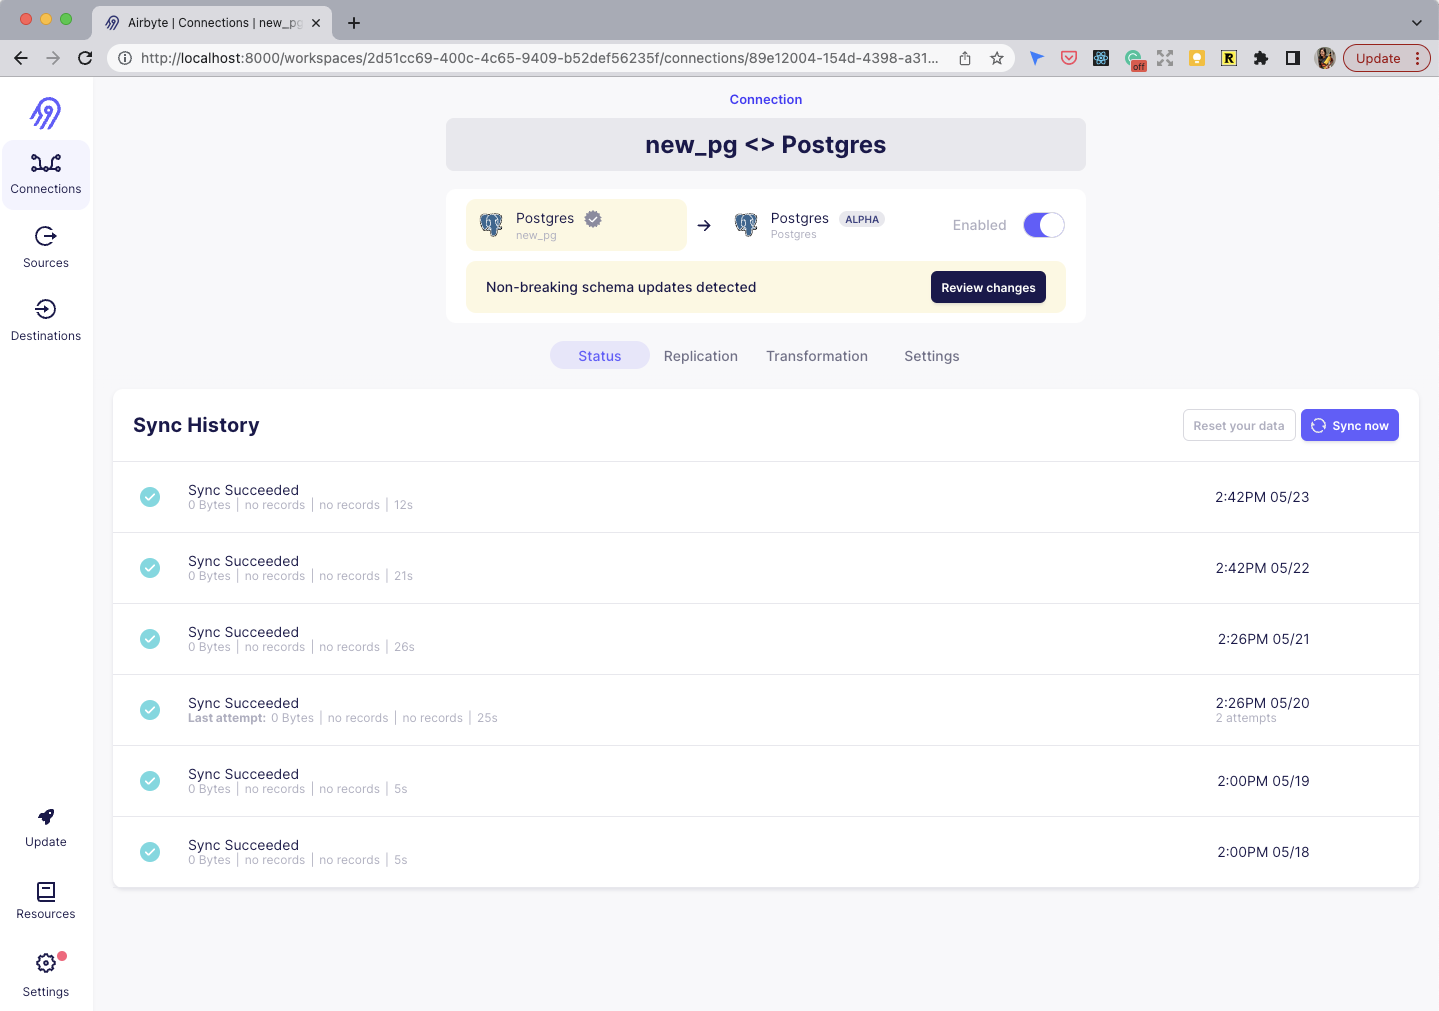 Airbyte | Connections | new_pg
http://localhost:8000/workspaces/2d51cc69-400c-4c65-9409-b52def56235f/connections/89e12004-154d-4398-a31...
off
R
Update
Connections
Sources
Destinations
Update
Resources
Settings
Connection
new_pg <> Postgres
Postgres
new_pg
Postgres ALPHA
Postgres
Enabled
Non-breaking schema updates detected
Review changes
Status Replication Transformation Settings
Sync History
Reset your data Sync now
Sync Succeeded
0 Bytes | no records | no records | 12s
2:42PM 05/23
Sync Succeeded
0 Bytes | no records | no records | 21s
2:42PM 05/22
Sync Succeeded
0 Bytes | no records | no records | 26s
2:26PM 05/21
Sync Succeeded
Last attempt: 0 Bytes | no records | no records | 25s
2:26PM 05/20
2 attempts
Sync Succeeded
0 Bytes | no records | no records | 5s
2:00PM 05/19
Sync Succeeded
0 Bytes | no records | no records | 5s
2:00PM 05/18